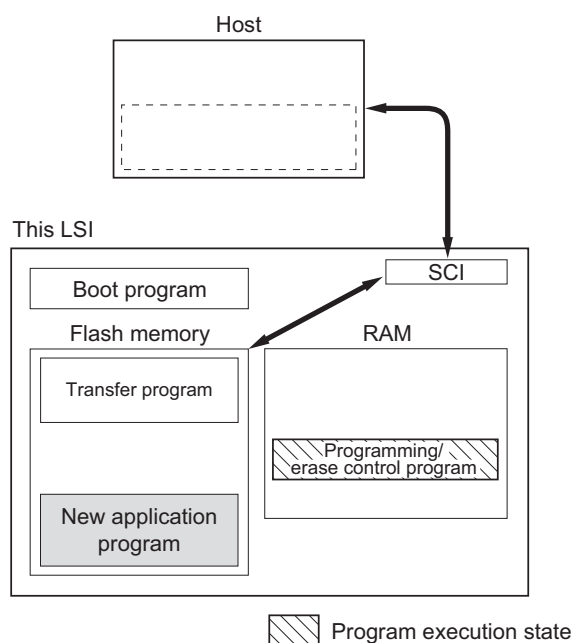 Host
This LSI
SCI
Boot program
Flash memory
RAM
Transfer program
Programming/
erase control program
New application
program
Program execution state